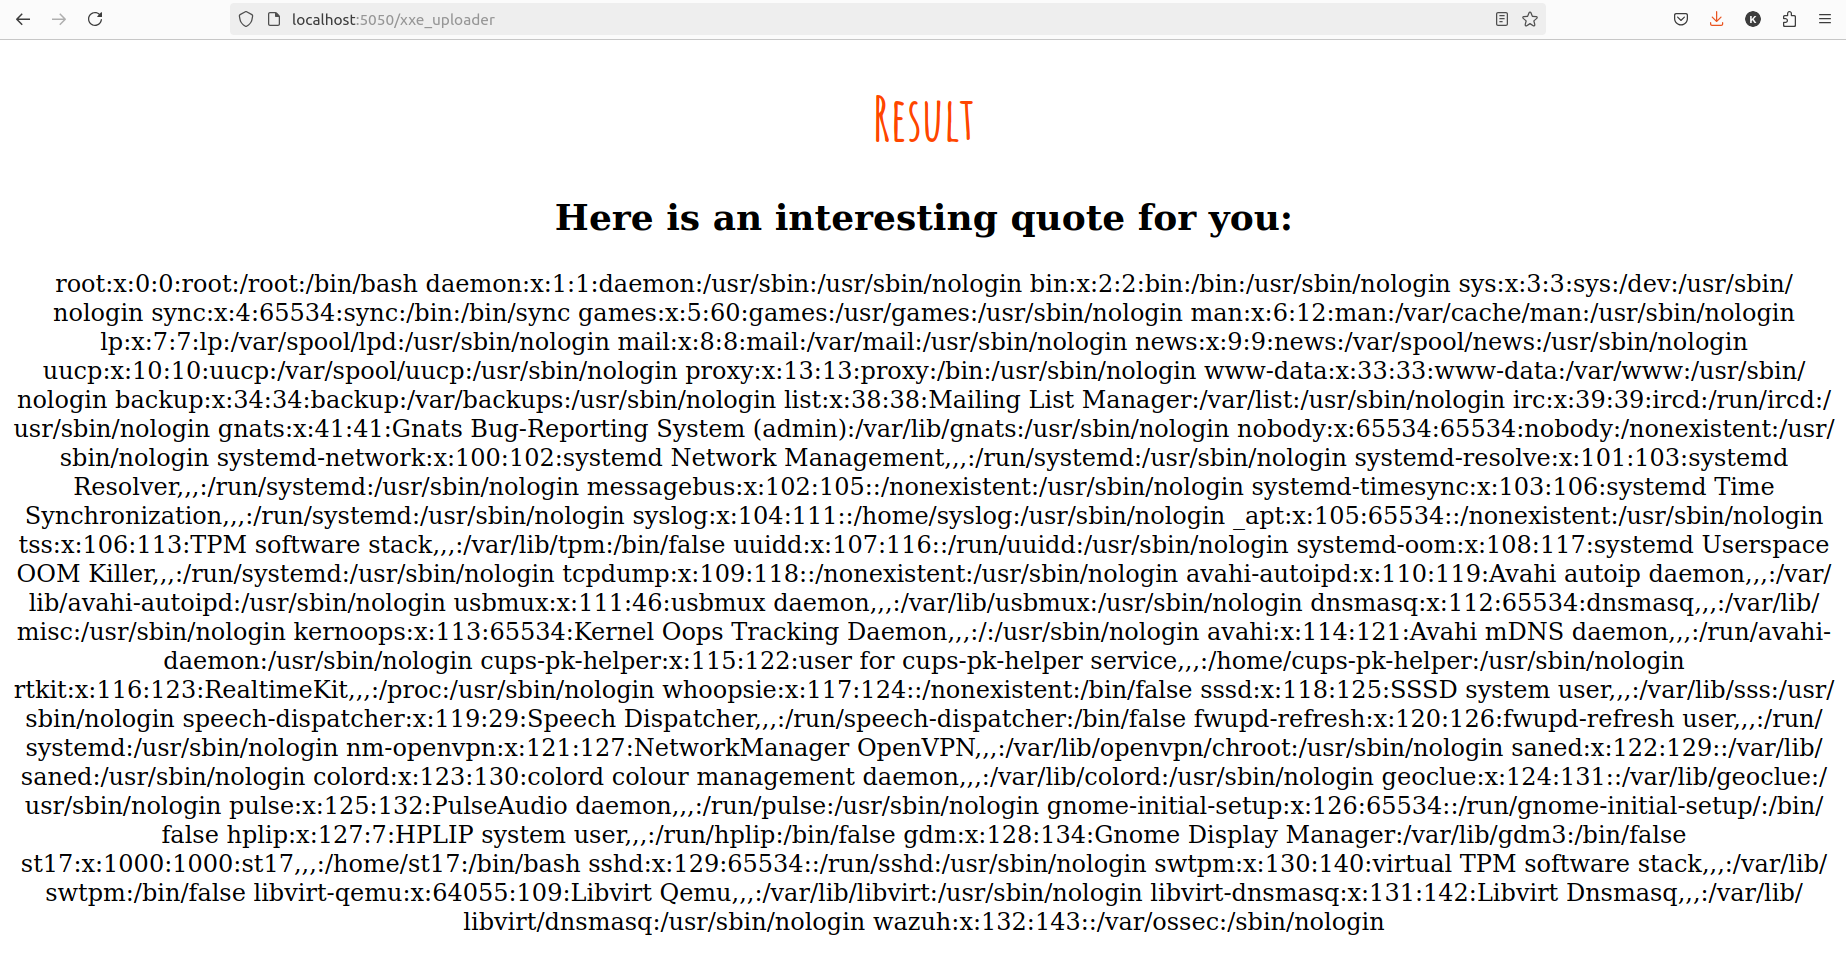 localhost:5050/xxe_uploader
Result
Here is an interesting quote for you:
root:x:0:0:root:/root:/bin/bash daemon:x:1:1:daemon:/usr/sbin:/usr/sbin/nologin bin:x:2:2:bin:/bin:/usr/sbin/nologin sys:x:3:3:sys:/dev:/usr/sbin/
nologin sync:x:4:65534:sync:/bin:/bin/sync games:x:5:60:games:/usr/games:/usr/sbin/nologin man:x:6:12:man:/var/cache/man:/usr/sbin/nologin
lp:x:7:7:lp:/var/spool/lpd:/usr/sbin/nologin mail:x:8:8:mail:/var/mail:/usr/sbin/nologin news:x:9:9:news:/var/spool/news:/usr/sbin/nologin
uucp:x:10:10:uucp:/var/spool/uucp:/usr/sbin/nologin proxy:x:13:13:proxy:/bin:/usr/sbin/nologin www-data:x:33:33:www-data:/var/www:/usr/sbin/
nologin backup:x:34:34:backup:/var/backups:/usr/sbin/nologin list:x:38:38:Mailing List Manager:/var/list:/usr/sbin/nologin irc:x:39:39:ircd:/run/ircd:/
usr/sbin/nologin gnats:x:41:41:Gnats Bug-Reporting System (admin):/var/lib/gnats:/usr/sbin/nologin nobody:x:65534:65534:nobody:/nonexistent:/usr/
sbin/nologin systemd-network:x:100:102:systemd Network Management,,,:/run/systemd:/usr/sbin/nologin systemd-resolve:x:101:103:systemd
Resolver,,,:/run/systemd:/usr/sbin/nologin messagebus:x:102:105::/nonexistent:/usr/sbin/nologin systemd-timesync:x:103:106:systemd Time
Synchronization,,,:/run/systemd:/usr/sbin/nologin syslog:x:104:111::/home/syslog:/usr/sbin/nologin _apt:x:105:65534::/nonexistent:/usr/sbin/nologin
tss:x:106:113:TPM software stack,,,:/var/lib/tpm:/bin/false uuidd:x:107:116::/run/uuidd:/usr/sbin/nologin systemd-oom:x:108:117:systemd Userspace
OOM Killer,,,:/run/systemd:/usr/sbin/nologin tcpdump:x:109:118::/nonexistent:/usr/sbin/nologin avahi-autoipd:x:110:119:Avahi autoip daemon,,,:/var/
lib/avahi-autoipd:/usr/sbin/nologin usbmux:x:111:46:usbmux daemon,,,:/var/lib/usbmux:/usr/sbin/nologin dnsmasq:x:112:65534:dnsmasq,,,:/var/lib/
misc:/usr/sbin/nologin kernoops:x:113:65534:Kernel Oops Tracking Daemon,,,:/:/usr/sbin/nologin avahi:x:114:121:Avahi mDNS daemon,,,:/run/avahi-
daemon:/usr/sbin/nologin cups-pk-helper:x:115:122:user for cups-pk-helper service,,,:/home/cups-pk-helper:/usr/sbin/nologin
rtkit:x:116:123:RealtimeKit,,,:/proc:/usr/sbin/nologin whoopsie:x:117:124::/nonexistent:/bin/false sssd:x:118:125:SSSD system user,,,:/var/lib/sss:/usr/
sbin/nologin speech-dispatcher:x:119:29:Speech Dispatcher,,,:/run/speech-dispatcher:/bin/false fwupd-refresh:x:120:126:fwupd-refresh user,,,:/run/
systemd:/usr/sbin/nologin nm-openvpn:x:121:127:NetworkManager OpenVPN,,,:/var/lib/openvpn/chroot:/usr/sbin/nologin saned:x:122:129::/var/lib/
saned:/usr/sbin/nologin colord:x:123:130:colord colour management daemon,,,:/var/lib/colord:/usr/sbin/nologin geoclue:x:124:131::/var/lib/geoclue:/
usr/sbin/nologin pulse:x:125:132:PulseAudio daemon,,,:/run/pulse:/usr/sbin/nologin gnome-initial-setup:x:126:65534::/run/gnome-initial-setup/:/bin/
false hplip:x:127:7:HPLIP system user,,,:/run/hplip:/bin/false gdm:x:128:134:Gnome Display Manager:/var/lib/gdm3:/bin/false
st17:x:1000:1000:st17,,,:/home/st17:/bin/bash sshd:x:129:65534::/run/sshd:/usr/sbin/nologin swtpm:x:130:140:virtual TPM software stack,,,:/var/lib/
swtpm:/bin/false libvirt-qemu:x:64055:109:Libvirt Qemu,,,:/var/lib/libvirt:/usr/sbin/nologin libvirt-dnsmasq:x:131:142:Libvirt Dnsmasq,,,:/var/lib/
libvirt/dnsmasq:/usr/sbin/nologin wazuh:x:132:143::/var/ossec:/sbin/nologin